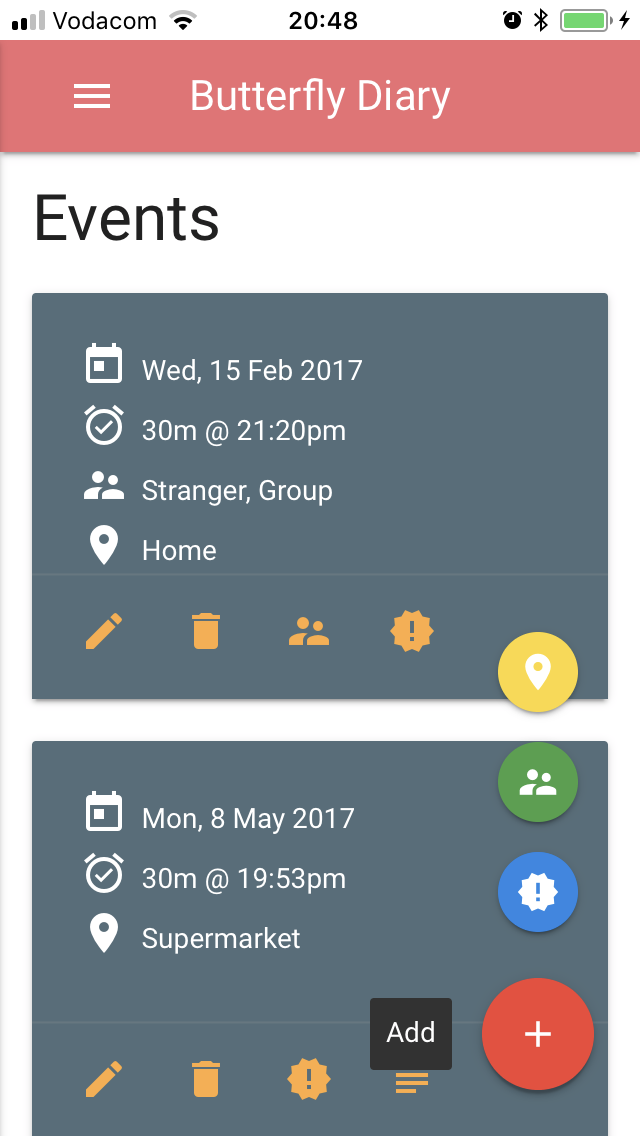 Vodacom 20:48
Butterfly Diary
Events
Wed, 15 Feb 2017
30m @ 21:20pm
Stranger, Group
Home
Mon, 8 May 2017
30m @ 19:53pm
Supermarket
Add